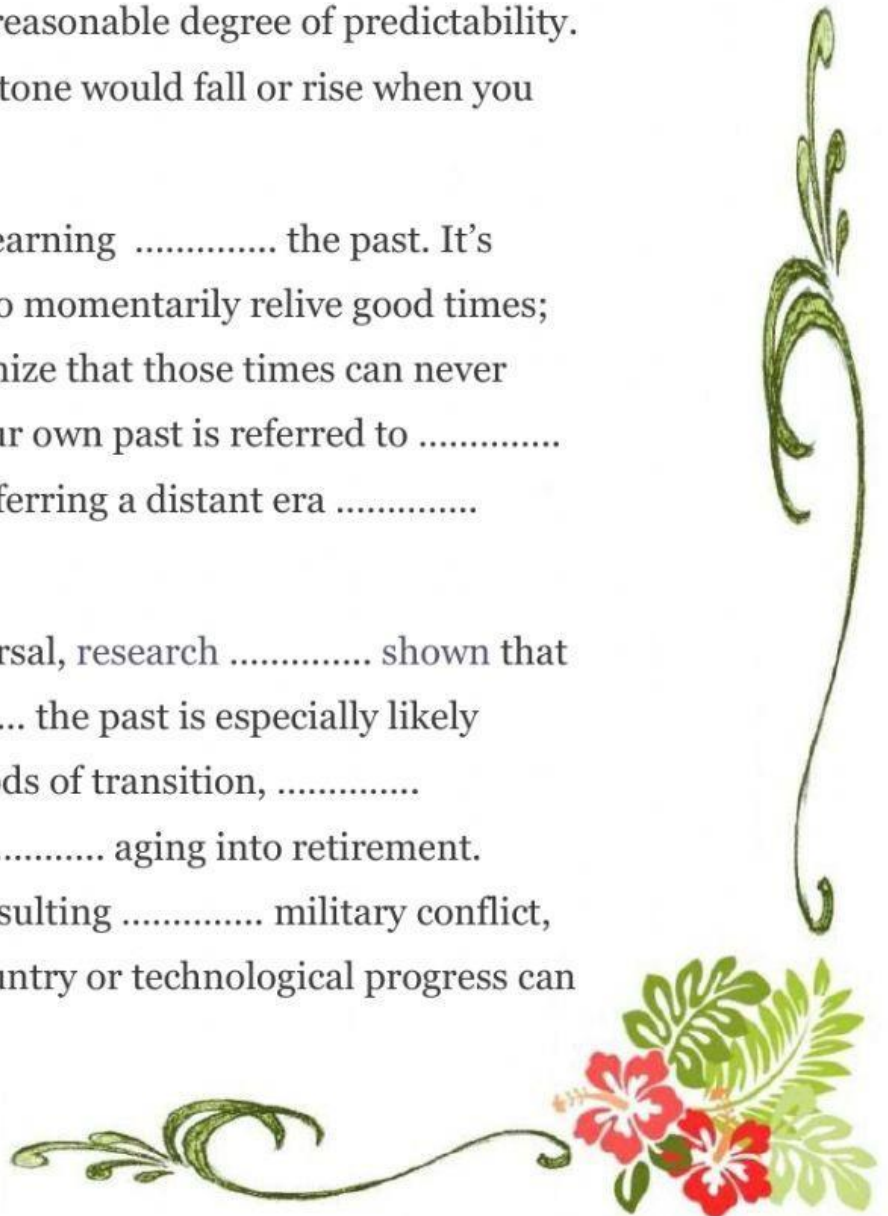 reasonable degree of predictability.
tone would fall or rise when you
earning .............. the past. It's
o momentarily relive good times;
nize that those times can never
ur own past is referred to ..............
ferring a distant era ..............
rsal, research .............. shown that
... the past is especially likely
ods of transition, ..............
........... aging into retirement.
sulting .............. military conflict,
untry or technological progress can